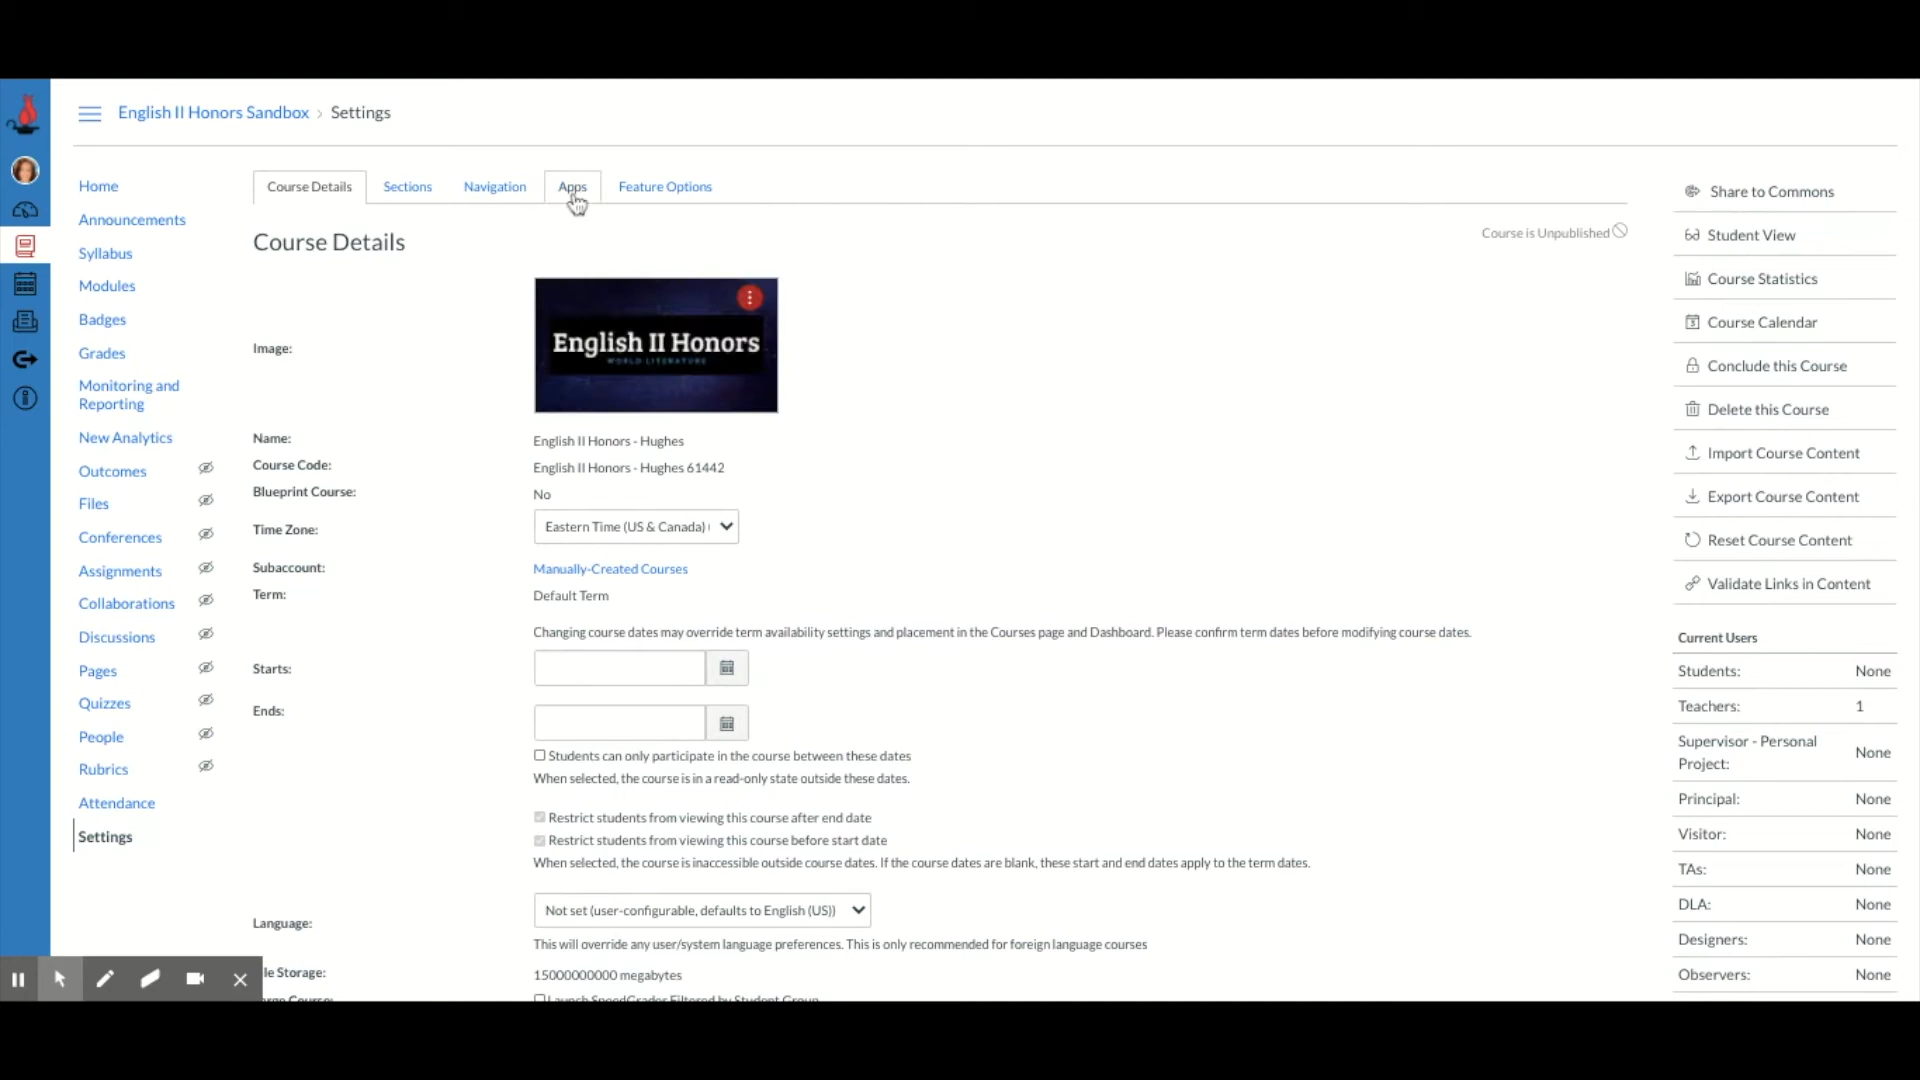 English II Honors Sandbox › Settings
Home
Announcements
Syllabus
Modules
Badges
Grades
Monitoring and
Reporting
New Analytics
Outcomes
Files
Conferences
Assignments
Collaborations
Discussions
Pages
Quizzes
People
Rubrics
Attendance
Settings
Course Details Sections Navigation Apps Feature Options
Course Details
Course is Unpublished
Image:
English II Honors
WORLD LITERATURE
Name: English II Honors - Hughes
Course Code: English II Honors - Hughes 61442
Blueprint Course: No
Time Zone: Eastern Time (US & Canada) (
Subaccount: Manually-Created Courses
Term: Default Term
Changing course dates may override term availability settings and placement in the Courses page and Dashboard. Please confirm term dates before modifying course dates.
Starts:
Ends:
Students can only participate in the course between these dates
When selected, the course is in a read-only state outside these dates.
Restrict students from viewing this course after end date
Restrict students from viewing this course before start date
When selected, the course is inaccessible outside course dates. If the course dates are blank, these start and end dates apply to the term dates.
Language: Not set (user-configurable, defaults to English (US))
This will override any user/system language preferences. This is only recommended for foreign language courses
le Storage: 15000000000 megabytes
Launch SpeedGrader Filtered by Student Group
Share to Commons
Student View
Course Statistics
Course Calendar
Conclude this Course
Delete this Course
Import Course Content
Export Course Content
Reset Course Content
Validate Links in Content
Current Users
Students: None
Teachers: 1
Supervisor - Personal
Project: None
Principal: None
Visitor: None
TAs: None
DLA: None
Designers: None
Observers: None